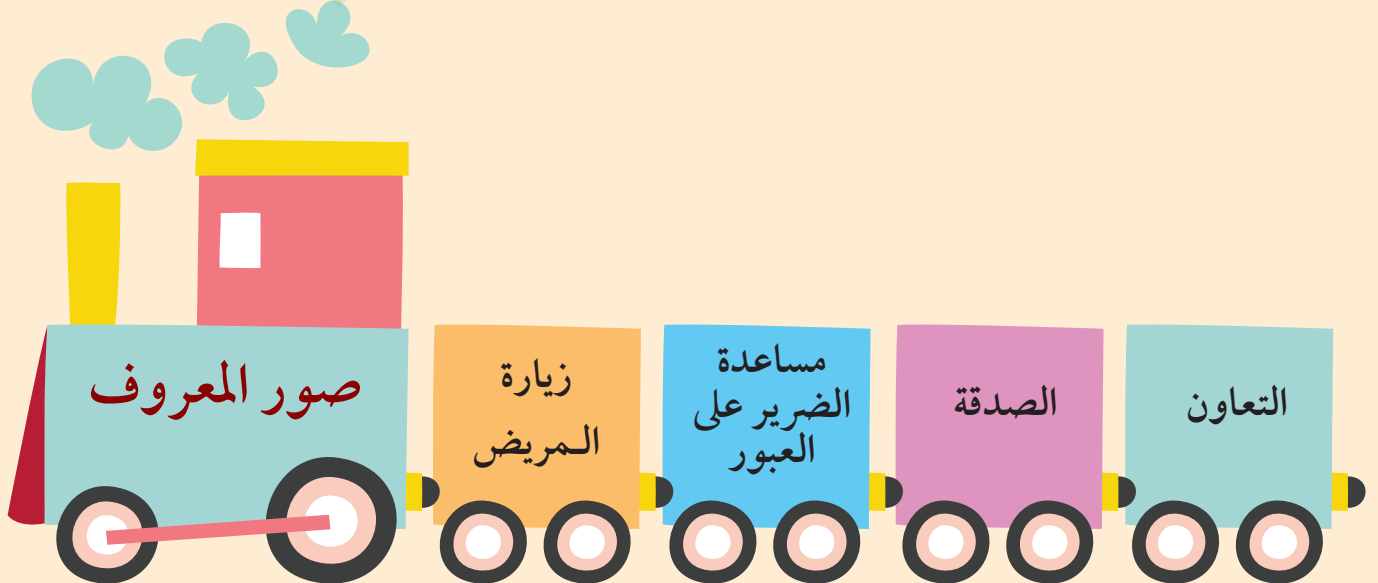 صور المعروف
زيارة
المريض
مساعدة
الضرير على
العبور
الصدقة
التعاون